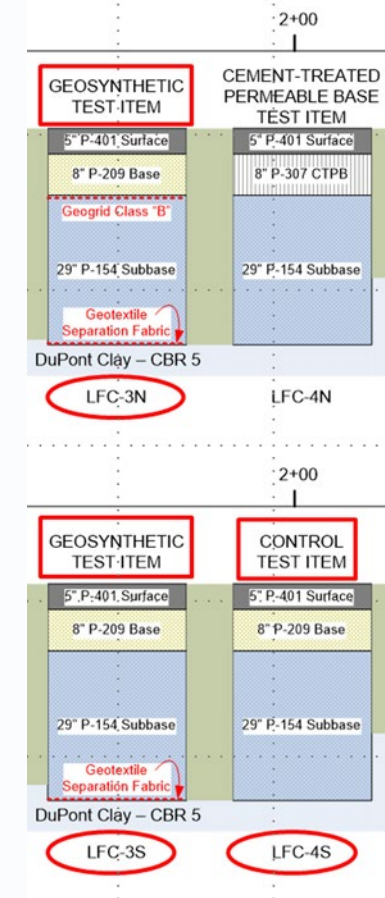 2+00
GEOSYNTHETIC
TEST ITEM
CEMENT-TREATED
PERMEABLE BASE
TEST ITEM
5" P-401 Surface
5" P-401 Surface
8" P-209 Base
8" P-307 CTPB
Geogrid Class "B"
29" P-154 Subbase
29" P-154 Subbase
Geotextile
Separation Fabric
DuPont Clay – CBR 5
LFC-3N
LFC-4N
2+00
GEOSYNTHETIC
TEST ITEM
CONTROL
TEST ITEM
5" P-401 Surface
5" P-401 Surface
8" P-209 Base
8" P-209 Base
29" P-154 Subbase
29" P-154 Subbase
Geotextile
Separation Fabric
DuPont Clay – CBR 5
LFC-3S
LFC-4S